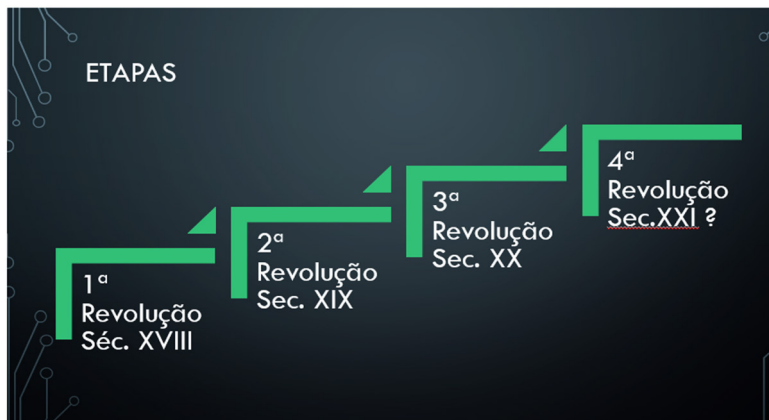 ETAPAS
1ª
Revolução
Séc. XVIII
2ª
Revolução
Sec. XIX
3ª
Revolução
Sec. XX
4ª
Revolução
Sec.XXI ?